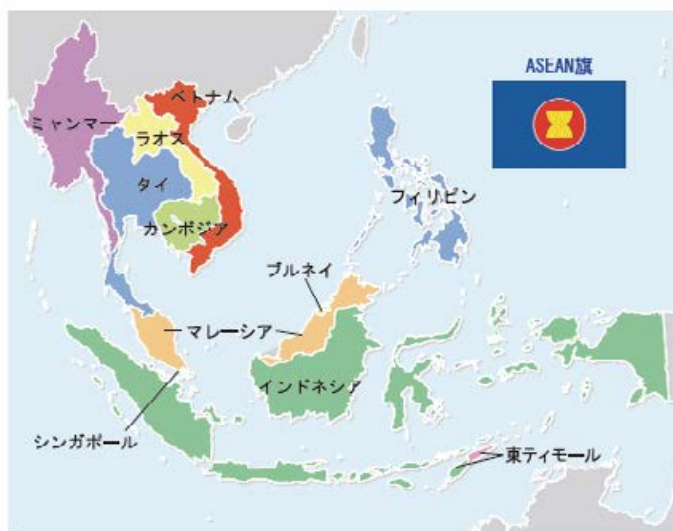 ASEAN旗
ベトナム
ミャンマー
ラオス
タイ
フィリピン
カンボジア
ブルネイ
マレーシア
インドネシア
シンガポール
東ティモール